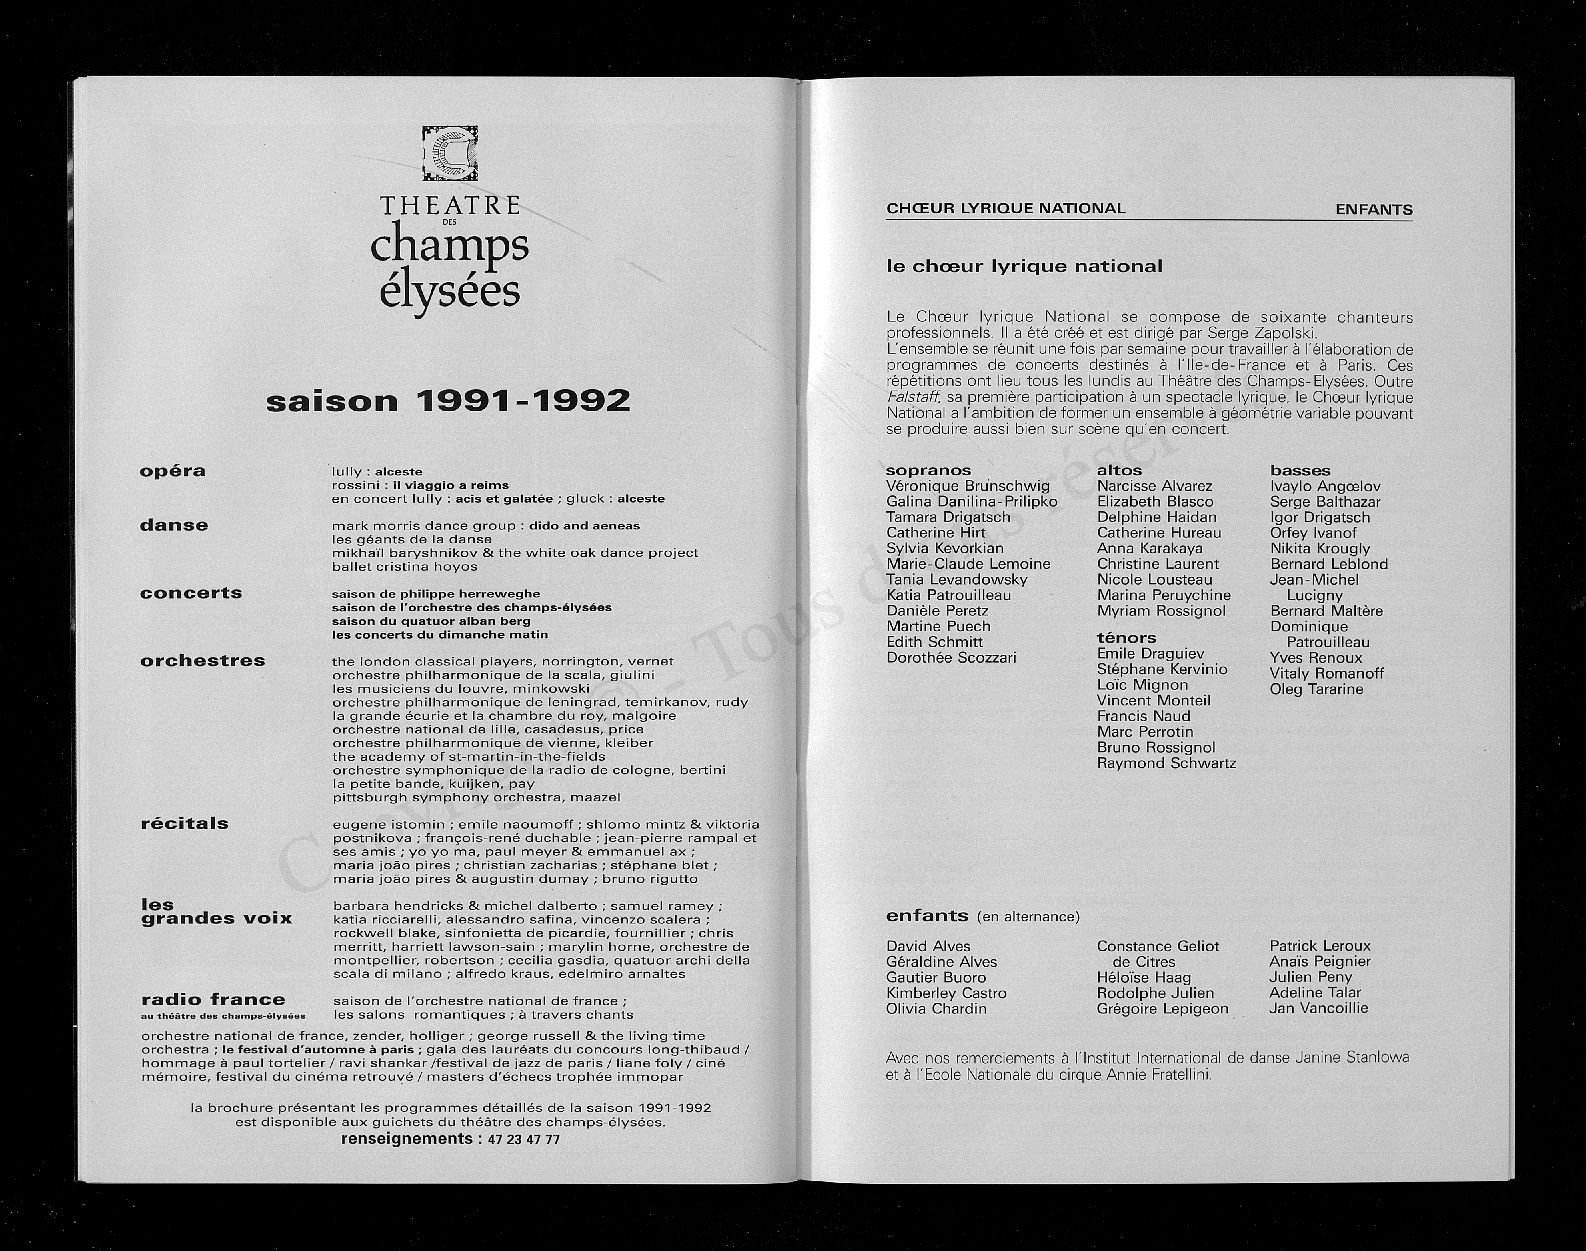 THEATRE
DES
champs
élysées
saison 1991-1992
opéra
lully : alceste
rossini : il viaggio a reims
en concert lully : acis et galatée ; gluck : alceste
danse
mark morris dance group : dido and aeneas
les géants de la danse
mikhaïl baryshnikov & the white oak dance project
ballet cristina hoyos
concerts
saison de philippe herreweghe
saison de l'orchestre des champs-élysées
saison du quatuor alban berg
les concerts du dimanche matin
orchestres
the london classical players, norrington, vernet
orchestre philharmonique de la scala, giulini
les musiciens du louvre, minkowski
orchestre philharmonique de leningrad, temirkanov, rudy
la grande écurie et la chambre du roy, malgoire
orchestre national de lille, casadesus, price
orchestre philharmonique de vienne, kleiber
the academy of st-martin-in-the-fields
orchestre symphonique de la radio de cologne, bertini
la petite bande, kuijken, pay
pittsburgh symphony orchestra, maazel
récitals
eugene istomin ; emile naoumoff ; shlomo mintz & viktoria
postnikova ; françois-rené duchable ; jean-pierre rampal et
ses amis ; yo yo ma, paul meyer & emmanuel ax ;
maria joão pires ; christian zacharias ; stéphane blet ;
maria joão pires & augustin dumay ; bruno rigutto
les
grandes voix
barbara hendricks & michel dalberto ; samuel ramey ;
katia ricciarelli, alessandro safina, vincenzo scalera ;
rockwell blake, sinfonietta de picardie, fournillier ; chris
merritt, harriett lawson-sain ; marylin horne, orchestre de
montpellier, robertson ; cecilia gasdia, quatuor archi della
scala di milano ; alfredo kraus, edelmiro arnaltes
radio france
au théâtre des champs-élysées
saison de l'orchestre national de france ;
les salons romantiques ; à travers chants
orchestre national de france, zender, holliger ; george russell & the living time
orchestra ; le festival d'automne à paris ; gala des lauréats du concours long-thibaud /
hommage à paul tortelier / ravi shankar /festival de jazz de paris / liane foly / ciné
mémoire, festival du cinéma retrouvé / masters d'échecs trophée immopar
la brochure présentant les programmes détaillés de la saison 1991-1992
est disponible aux guichets du théâtre des champs-élysées.
renseignements : 47 23 47 77
CHŒUR LYRIQUE NATIONAL ENFANTS
le chœur lyrique national
Le Chœur lyrique National se compose de soixante chanteurs
professionnels. Il a été créé et est dirigé par Serge Zapolski.
L'ensemble se réunit une fois par semaine pour travailler à l'élaboration de
programmes de concerts destinés à l'Ile-de-France et à Paris. Ces
répétitions ont lieu tous les lundis au Théâtre des Champs-Elysées. Outre
Falstaff, sa première participation à un spectacle lyrique, le Chœur lyrique
National a l'ambition de former un ensemble à géométrie variable pouvant
se produire aussi bien sur scène qu'en concert.
sopranos
Véronique Brunschwig
Galina Danilina-Prilipko
Tamara Drigatsch
Catherine Hirt
Sylvia Kevorkian
Marie-Claude Lemoine
Tania Levandowsky
Katia Patrouilleau
Danièle Peretz
Martine Puech
Edith Schmitt
Dorothée Scozzari
altos
Narcisse Alvarez
Elizabeth Blasco
Delphine Haidan
Catherine Hureau
Anna Karakaya
Christine Laurent
Nicole Lousteau
Marina Peruychine
Myriam Rossignol
ténors
Emile Draguiev
Stéphane Kervinio
Loïc Mignon
Vincent Monteil
Francis Naud
Marc Perrotin
Bruno Rossignol
Raymond Schwartz
basses
Ivaylo Angœlov
Serge Balthazar
Igor Drigatsch
Orfey Ivanof
Nikita Krougly
Bernard Leblond
Jean-Michel
Lucigny
Bernard Maltère
Dominique
Patrouilleau
Yves Renoux
Vitaly Romanoff
Oleg Tararine
enfants (en alternance)
David Alves
Géraldine Alves
Gautier Buoro
Kimberley Castro
Olivia Chardin
Constance Geliot
de Citres
Héloïse Haag
Rodolphe Julien
Grégoire Lepigeon
Patrick Leroux
Anaïs Peignier
Julien Peny
Adeline Talar
Jan Vancoillie
Avec nos remerciements à l'Institut International de danse Janine Stanlowa
et à l'Ecole Nationale du cirque Annie Fratellini.